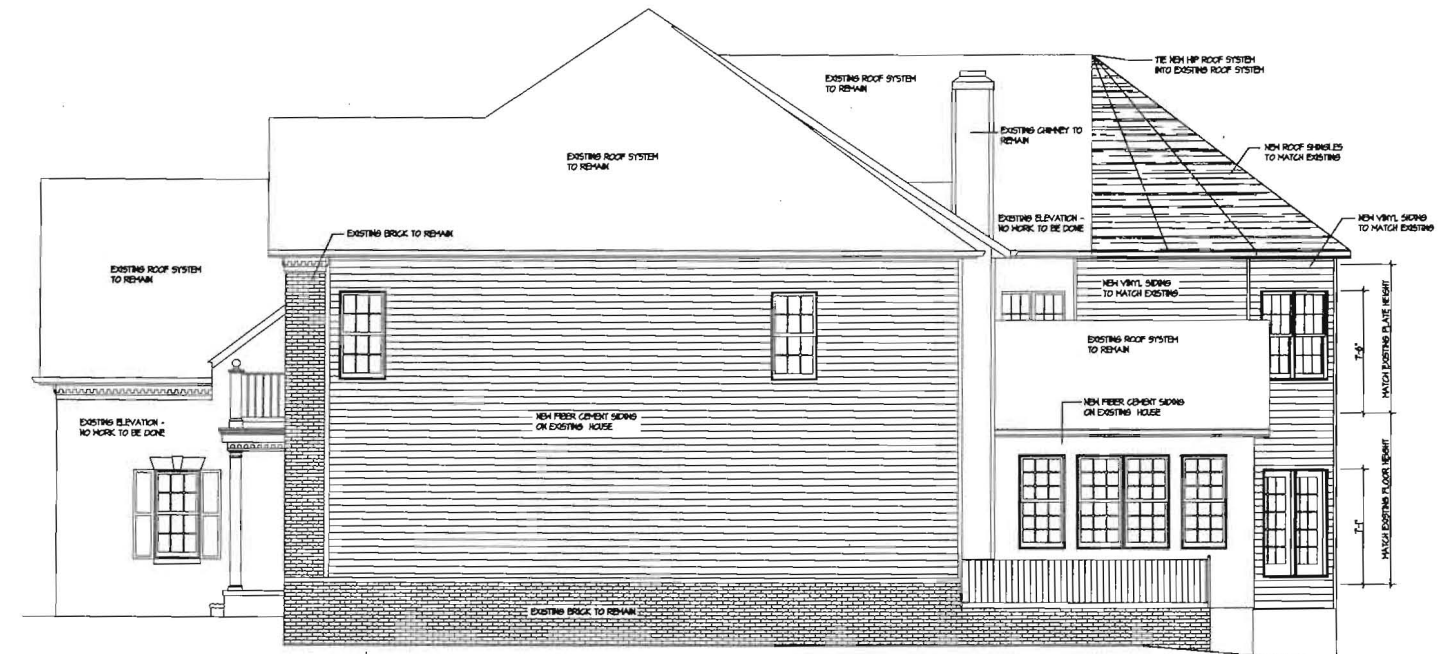 TIE NEW HIP ROOF SYSTEM
INTO EXISTING ROOF SYSTEM
EXISTING ROOF SYSTEM
TO REMAIN
EXISTING CHIMNEY TO
REMAIN
NEW ROOF SHINGLES
TO MATCH EXISTING
EXISTING ROOF SYSTEM
TO REMAIN
EXISTING ELEVATION -
NO WORK TO BE DONE
NEW VINYL SIDING
TO MATCH EXISTING
EXISTING BRICK TO REMAIN
EXISTING ROOF SYSTEM
TO REMAIN
NEW VINYL SIDING
TO MATCH EXISTING
MATCH EXISTING PLATE HEIGHT
7'-6"
EXISTING ROOF SYSTEM
TO REMAIN
NEW FIBER CEMENT SIDING
ON EXISTING HOUSE
EXISTING ELEVATION -
NO WORK TO BE DONE
NEW FIBER CEMENT SIDING
ON EXISTING HOUSE
MATCH EXISTING FLOOR HEIGHT
7'-1"
EXISTING BRICK TO REMAIN